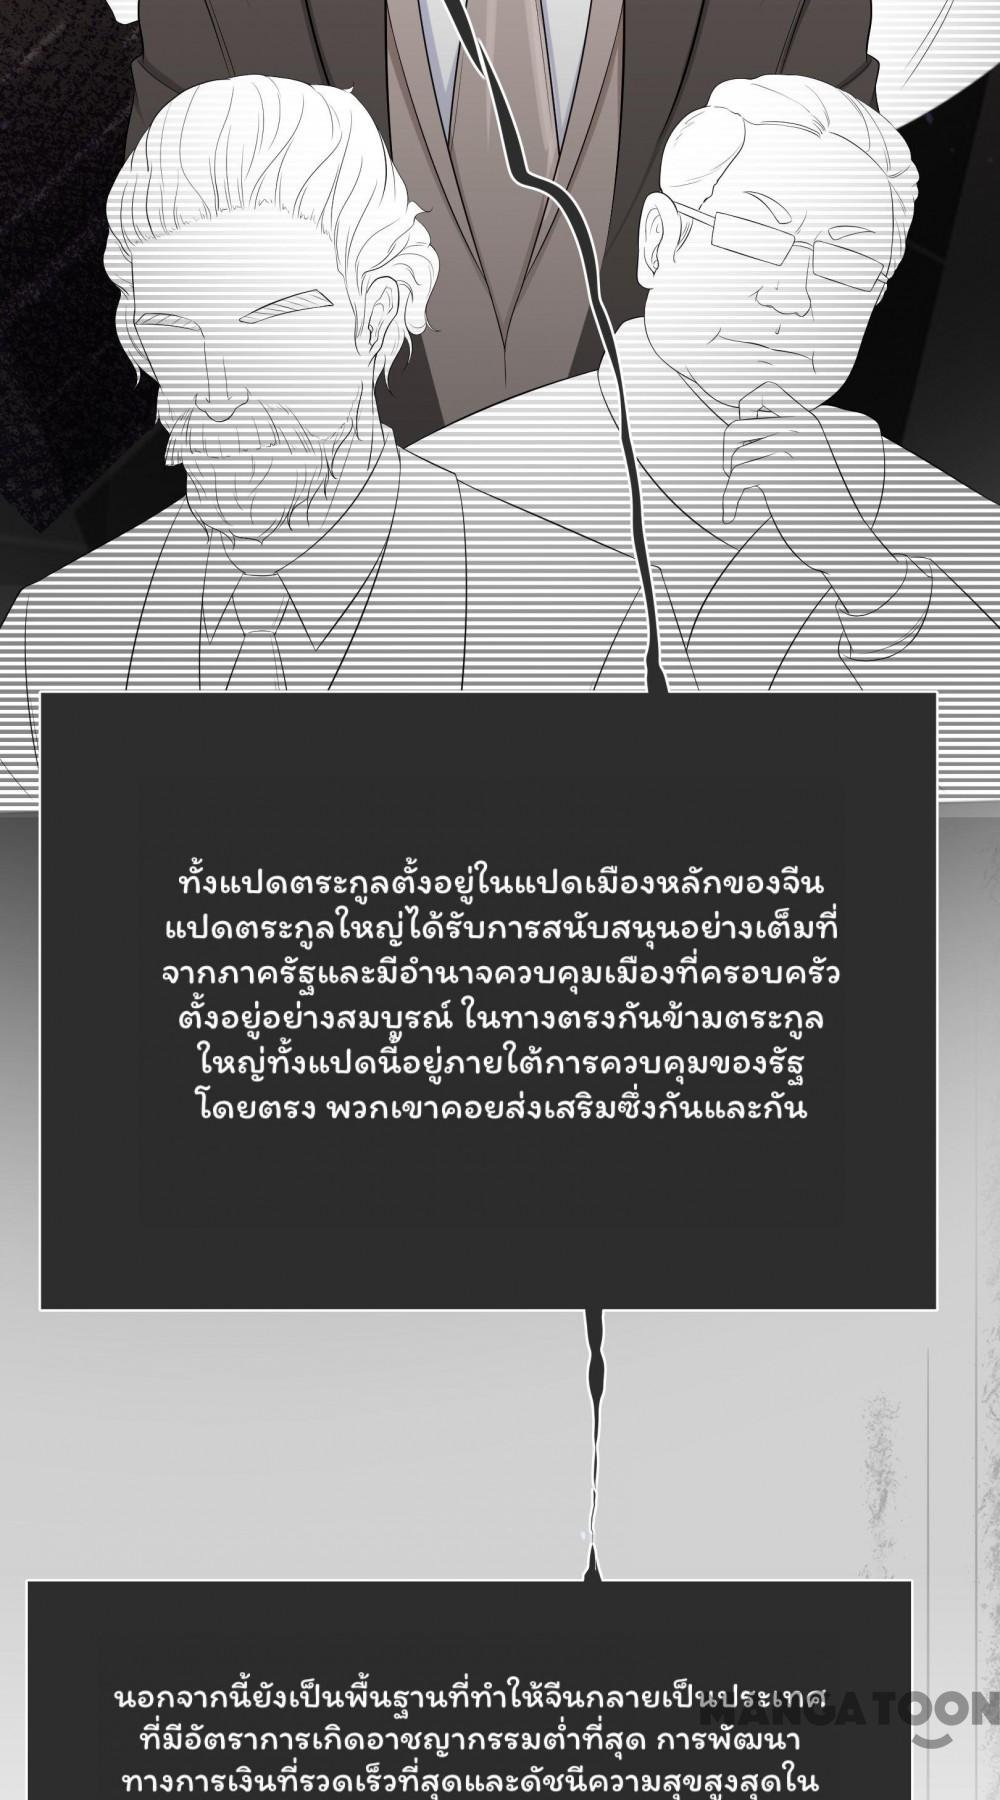 ทั้งแปดตระกูลตั้งอยู่ในแปดเมืองหลักของจีน
แปดตระกูลใหญ่ได้รับการสนับสนุนอย่างเต็มที่
จากภาครัฐและมีอำนาจควบคุมเมืองที่ครอบครัว
ตั้งอยู่อย่างสมบูรณ์ ในทางตรงกันข้ามตระกูล
ใหญ่ทั้งแปดนี้อยู่ภายใต้การควบคุมของรัฐ
โดยตรง พวกเขาคอยส่งเสริมซึ่งกันและกัน
นอกจากนี้ยังเป็นพื้นฐานที่ทำให้จีนกลายเป็นประเทศ
ที่มีอัตราการเกิดอาชญากรรมต่ำที่สุด การพัฒนา
ทางการเงินที่รวดเร็วที่สุดและดัชนีความสุขสูงสุดใน
MANGATOON